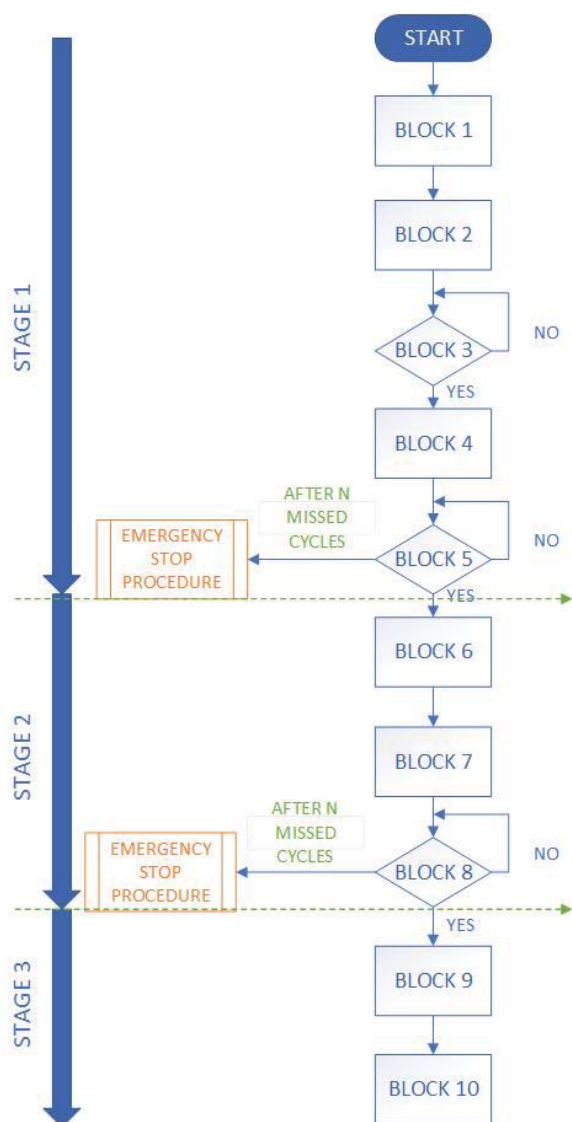 START
BLOCK 1
BLOCK 2
STAGE 1
BLOCK 3
NO
YES
BLOCK 4
AFTER N
MISSED
CYCLES
EMERGENCY
STOP
PROCEDURE
BLOCK 5
NO
YES
BLOCK 6
STAGE 2
BLOCK 7
AFTER N
MISSED
CYCLES
EMERGENCY
STOP
PROCEDURE
BLOCK 8
NO
YES
BLOCK 9
STAGE 3
BLOCK 10